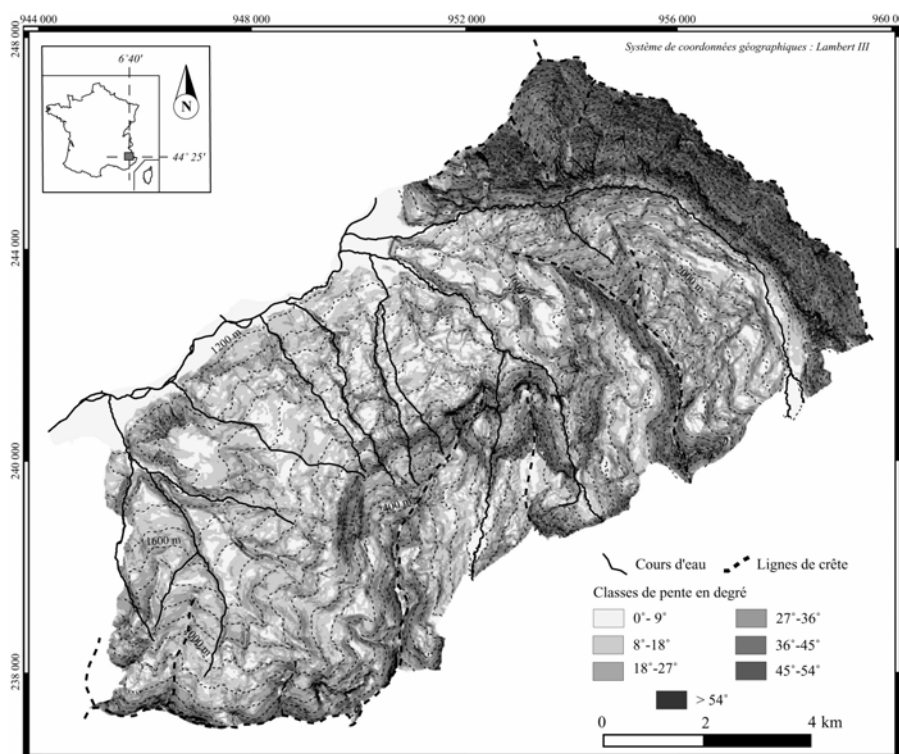 944 000
948 000
952 000
956 000
960 00
248 000
Système de coordonnées géographiques : Lambert III
6˚40'
N
44˚ 25'
244 000
2000 m
1200 m
240 000
2400 m
1600 m
2000 m
238 000
Cours d'eau
Lignes de crête
Classes de pente en degré
0˚- 9˚
27˚-36˚
8˚-18˚
36˚-45˚
18˚-27˚
45˚-54˚
> 54˚
0
2
4 km